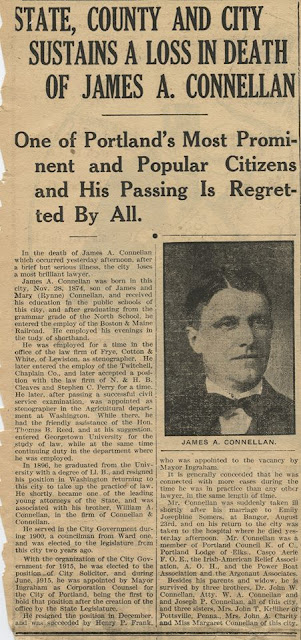 STATE, COUNTY AND CITY
SUSTAINS A LOSS IN DEATH
OF JAMES A. CONNELLAN
One of Portland's Most Promi-
nent and Popular Citizens
and His Passing Is Regret-
ted By All.
In the death of James A. Connellan
which occurred yesterday afternoon, after
a brief but serious illness, the city loses
a most brilliant lawyer.
James A. Connellan was born in this
city, Nov. 28, 1874, son of James and
Mary (Kynne) Connellan, and received
his education in the public schools of
this city, and after graduating from the
grammar grade of the North School, he
entered the employ of the Boston & Maine
Railroad. He employed his evenings in
the tudy of shorthand.
He was employed for a time in the
office of the law firm of Frye, Cotton &
White, of Lewiston, as stenographer. He
later entered the employ of the Twitchell,
Chaplin Co., and later accepted a posi-
tion with the law firm of N. & H. B.
Cleaves and Stephen C. Perry for a time.
He later, after passing a successful civil
service examination, was appointed as
stenographer in the Agricultural depart-
ment at Washington. While there, he
had the friendly assistance of the Hon.
Thomas B. Reed, and at his suggestion,
entered Georgetown University for the
study of law, while at the same time
continuing duty in the department where
he was employed.
In 1896, he graduated from the Uni-
versity with a degree of Ll. B., and resigned
his position in Washington returning to
this city to take up the practice of law.
He shortly became one of the leading
young attorneys of the State, and was
associated with his brother, William A.
Connellan, in the firm of Connellan &
Connellan.
He served in the City Government dur-
ing 1900, a councilman from Ward one,
and was elected to the legislature from
this city two years ago.
With the organization of the City Gov-
ernment for 1915, he was elected to the
position of City Solicitor, and during
June, 1915, he was appointed by Mayor
Ingraham as Corporation Counsel for
the City of Portland, being the first to
hold that position after the creation of the
office by the State Legislature.
He resigned this position in December
and was succeeded by Henry P. Frank,
JAMES A. CONNELLAN.
who was appointed to the vacancy by
Mayor Ingraham.
It is generally conceded that he was
connected with more cases during the
time he was in practice than any other
lawyer, in the same length of time.
Mr. Connellan was suddenly taken ill
shortly after his marriage to Emily
Josephine Somers, at Bangor, August
23rd, and on his return to the city was
taken to the hospital where he died yes-
terday afternoon. Mr. Connellan was a
member of Portland Council K. of C.
Portland Lodge of Elks, Casco Aerie
F. O. E., the Irish-American Relief Assoc-
iation, A. O. H., and the Power Boat
Association and the Argonaut Associates.
Besides his parents and widow, he is
survived by three brothers, Dr. John W.
Connellan, Atty. W. A. Connellan and
and Joseph P. Connellan, all of this city,
and three sisters, Mrs. John T. Kelliher of
Pottsville, Penna., Mrs. John A. Clarity
and Miss Margaret Connellan of this city.